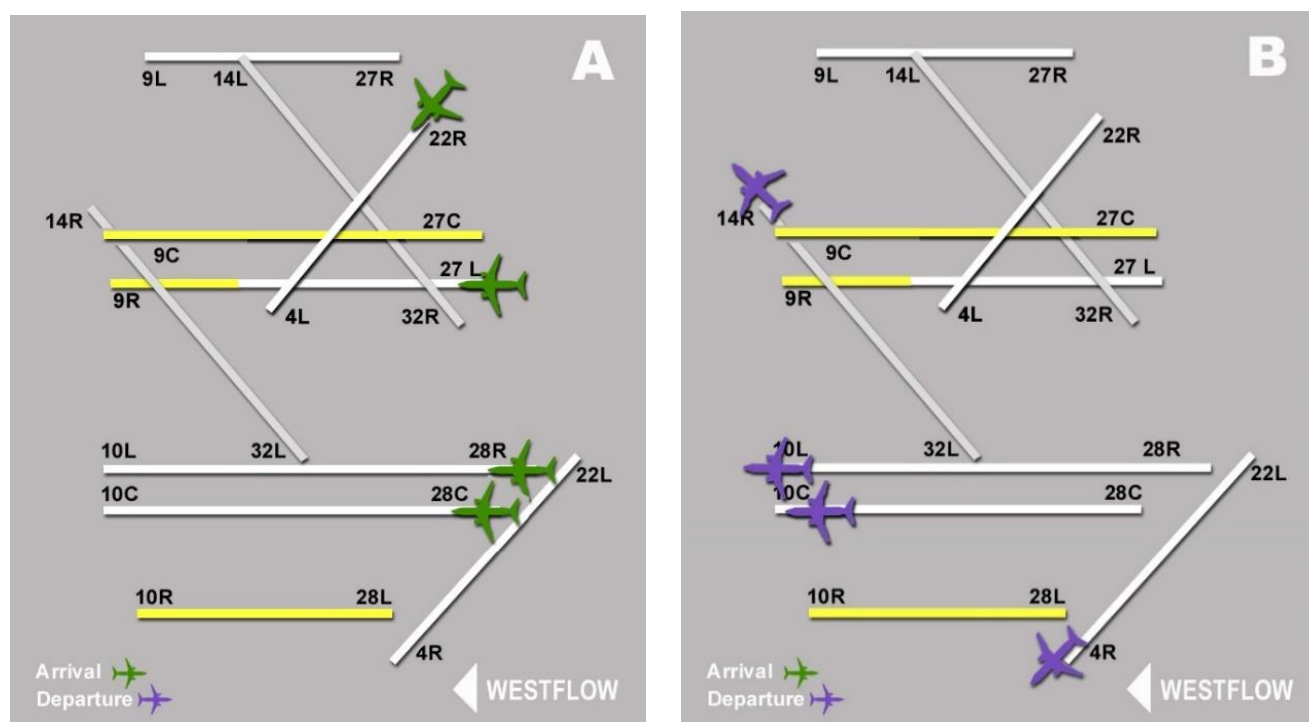 A
9L 14L 27R
22R
14R 27C
9C
27 L
9R
4L 32R
10L 32L 28R
22L
10C 28C
10R 28L
4R
Arrival
Departure
WESTFLOW
B
9L 14L 27R
22R
14R 27C
9C
27 L
9R
4L 32R
10L 32L 28R
22L
10C 28C
10R 28L
4R
Arrival
Departure
WESTFLOW